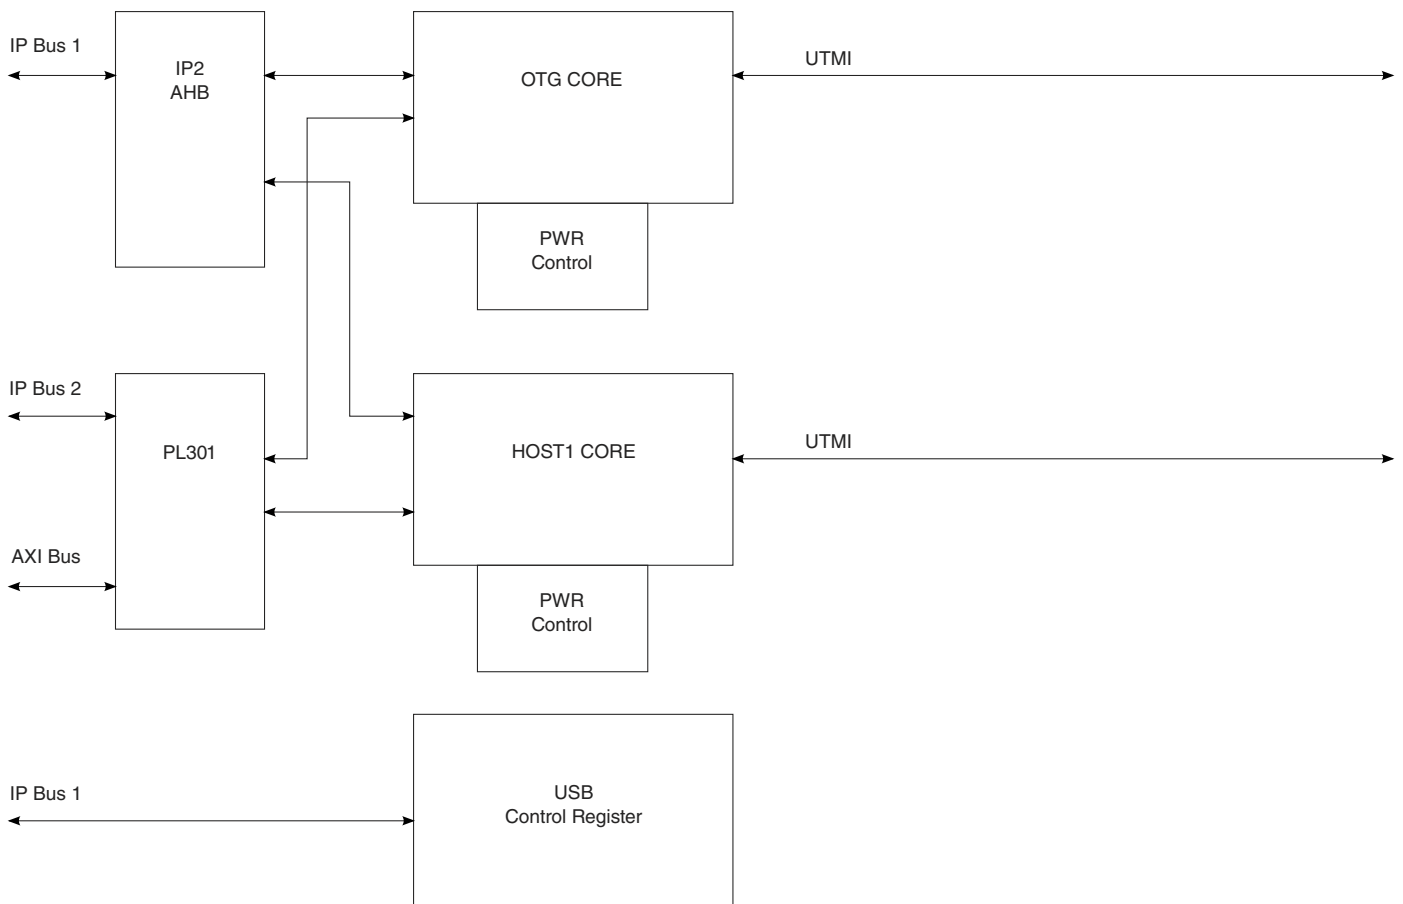 IP Bus 1
IP2
AHB
OTG CORE
UTMI
PWR
Control
IP Bus 2
PL301
HOST1 CORE
UTMI
AXI Bus
PWR
Control
IP Bus 1
USB
Control Register